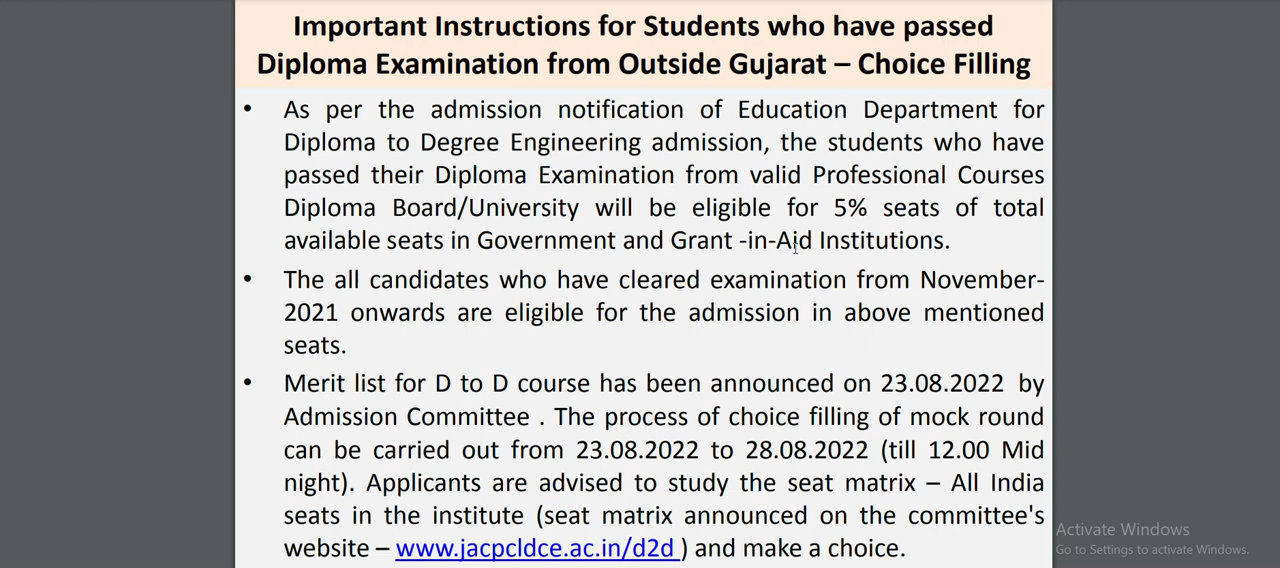 Important Instructions for Students who have passed
Diploma Examination from Outside Gujarat – Choice Filling
• As per the admission notification of Education Department for
Diploma to Degree Engineering admission, the students who have
passed their Diploma Examination from valid Professional Courses
Diploma Board/University will be eligible for 5% seats of total
available seats in Government and Grant -in-Aid Institutions.
• The all candidates who have cleared examination from November-
2021 onwards are eligible for the admission in above mentioned
seats.
• Merit list for D to D course has been announced on 23.08.2022 by
Admission Committee . The process of choice filling of mock round
can be carried out from 23.08.2022 to 28.08.2022 (till 12.00 Mid
night). Applicants are advised to study the seat matrix – All India
seats in the institute (seat matrix announced on the committee's
website – www.jacpcldce.ac.in/d2d ) and make a choice.
Activate Windows
Go to Settings to activate Windows.